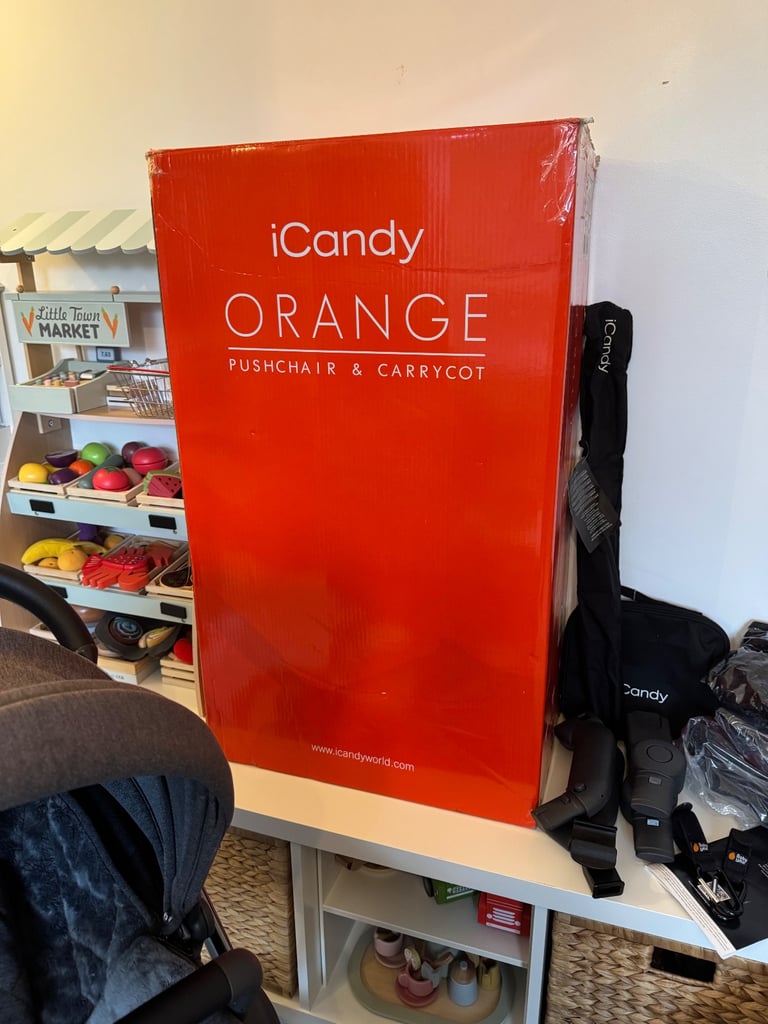 iCandy
ORANGE
PUSHCHAIR & CARRYCOT
www.icandyworld.com
Little Town
MARKET
iCandy
iCandy